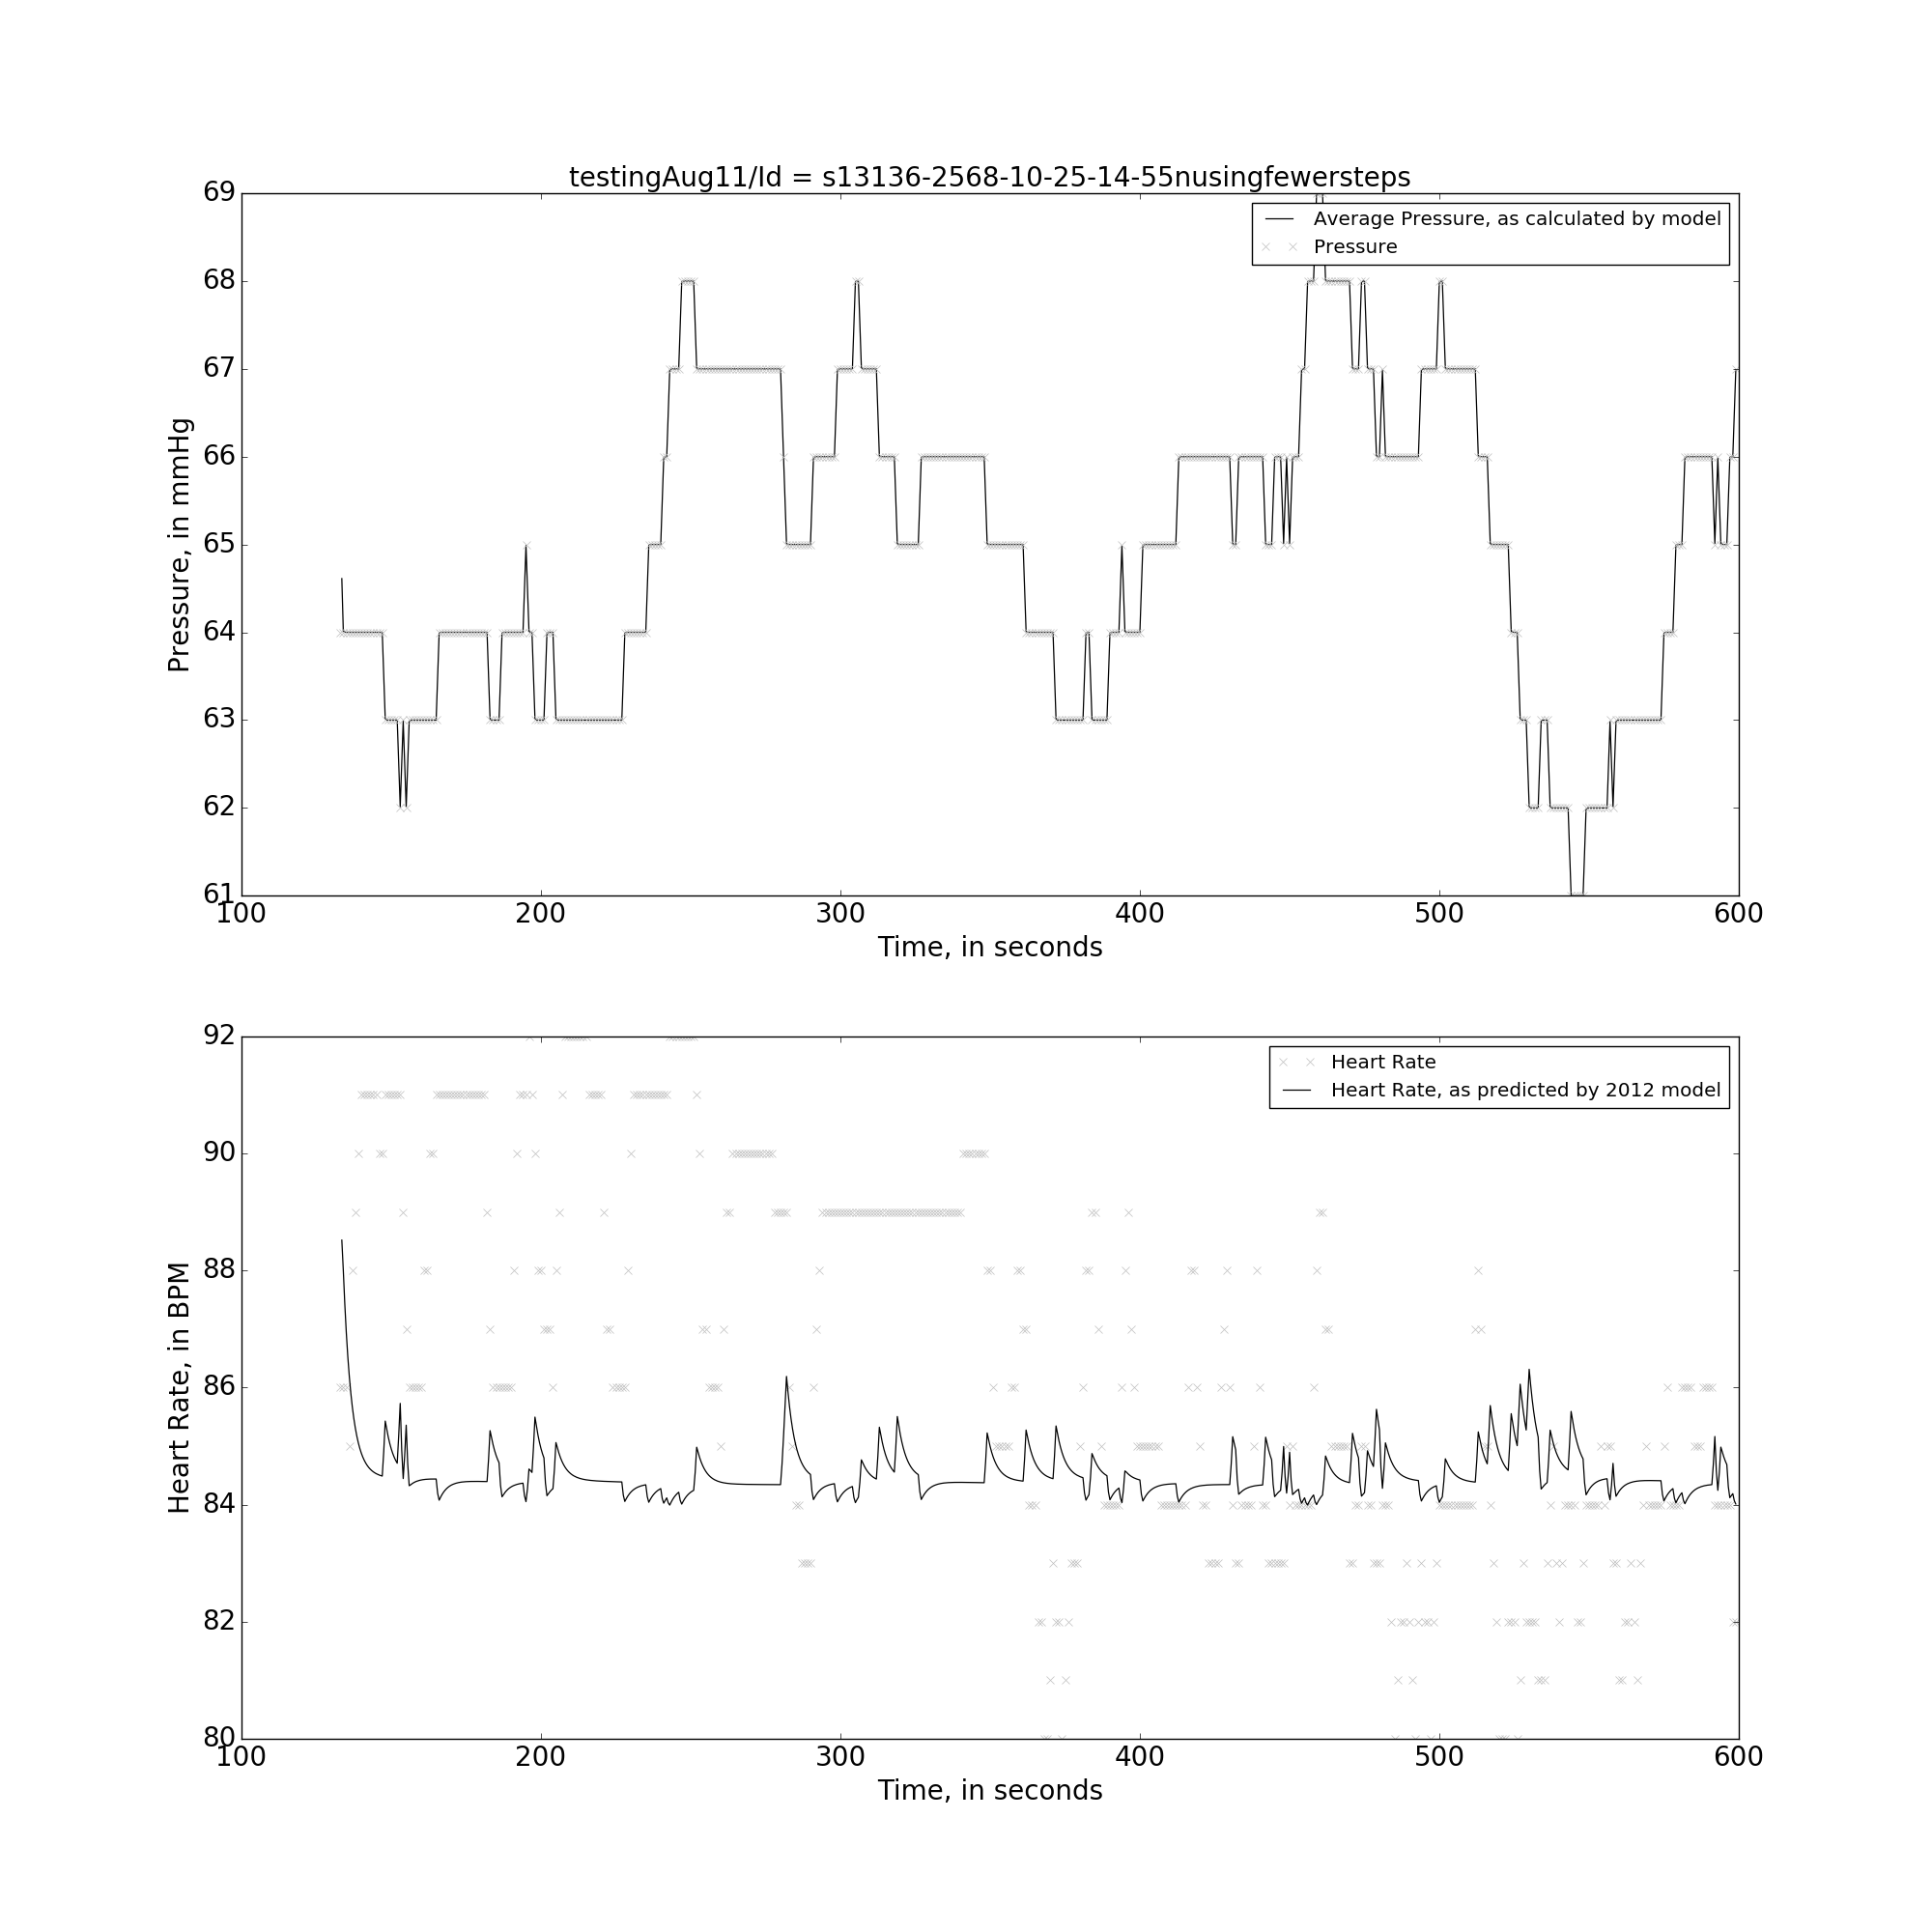 testingAug11/Id = s13136-2568-10-25-14-55nusingfewersteps
69
68
67
66
65
64
63
62
61
Pressure, in mmHg
Average Pressure, as calculated by model
Pressure
100 200 300 400 500 600
Time, in seconds
92
90
88
86
84
82
80
Heart Rate, in BPM
Heart Rate
Heart Rate, as predicted by 2012 model
100 200 300 400 500 600
Time, in seconds